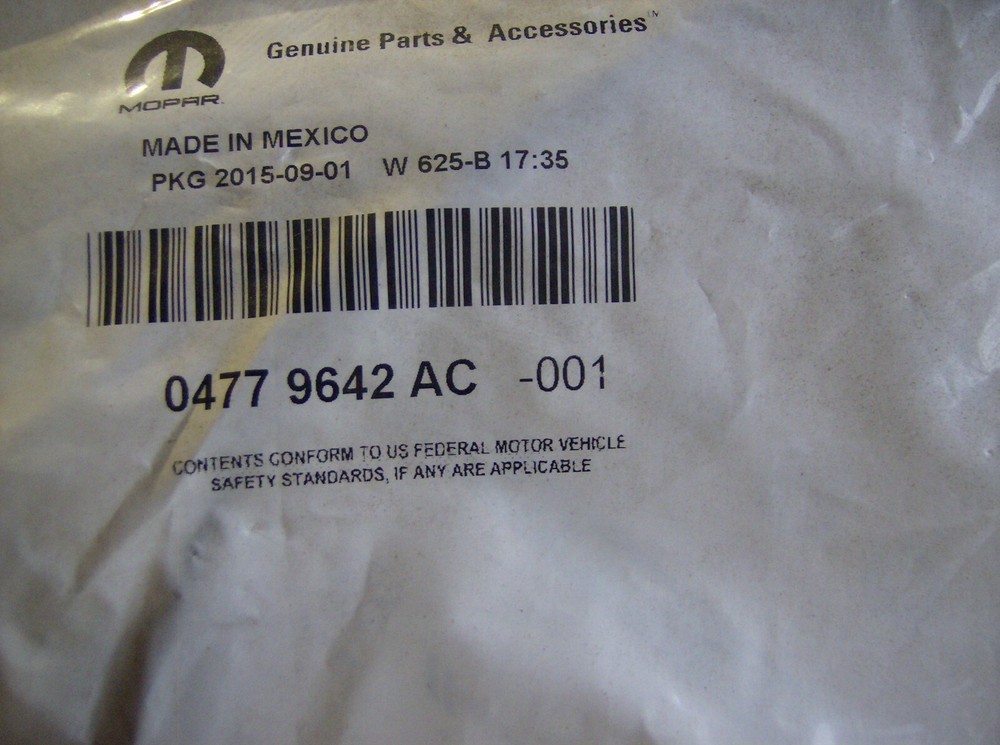 Genuine Parts & Accessories™
MOPAR.
MADE IN MEXICO
PKG 2015-09-01 W 625-B 17:35
0477 9642 AC -001
CONTENTS CONFORM TO US FEDERAL MOTOR VEHICLE
SAFETY STANDARDS, IF ANY ARE APPLICABLE